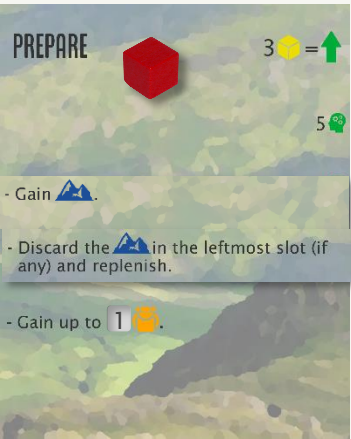 PREPARE
3 =
5
- Gain .
- Discard the in the leftmost slot (if
any) and replenish.
- Gain up to 1 .